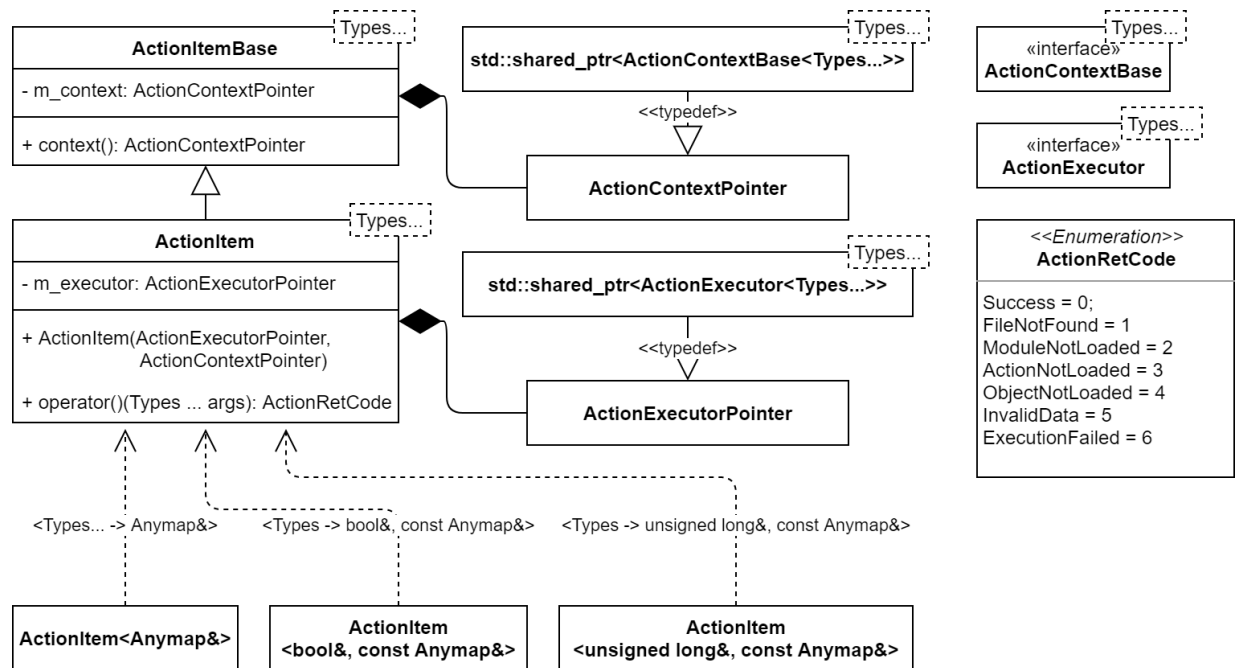 Types...
ActionItemBase
- m_context: ActionContextPointer
+ context(): ActionContextPointer
Types...
std::shared_ptr<ActionContextBase<Types...>>
<<typedef>>
ActionContextPointer
Types...
«interface»
ActionContextBase
Types...
«interface»
ActionExecutor
Types...
ActionItem
- m_executor: ActionExecutorPointer
+ ActionItem(ActionExecutorPointer,
ActionContextPointer)
+ operator()(Types ... args): ActionRetCode
Types...
std::shared_ptr<ActionExecutor<Types...>>
<<typedef>>
ActionExecutorPointer
<<Enumeration>>
ActionRetCode
Success = 0;
FileNotFound = 1
ModuleNotLoaded = 2
ActionNotLoaded = 3
ObjectNotLoaded = 4
InvalidData = 5
ExecutionFailed = 6
<Types... -> Anymap&>
<Types -> bool&, const Anymap&>
<Types -> unsigned long&, const Anymap&>
ActionItem<Anymap&>
ActionItem
<bool&, const Anymap&>
ActionItem
<unsigned long&, const Anymap&>